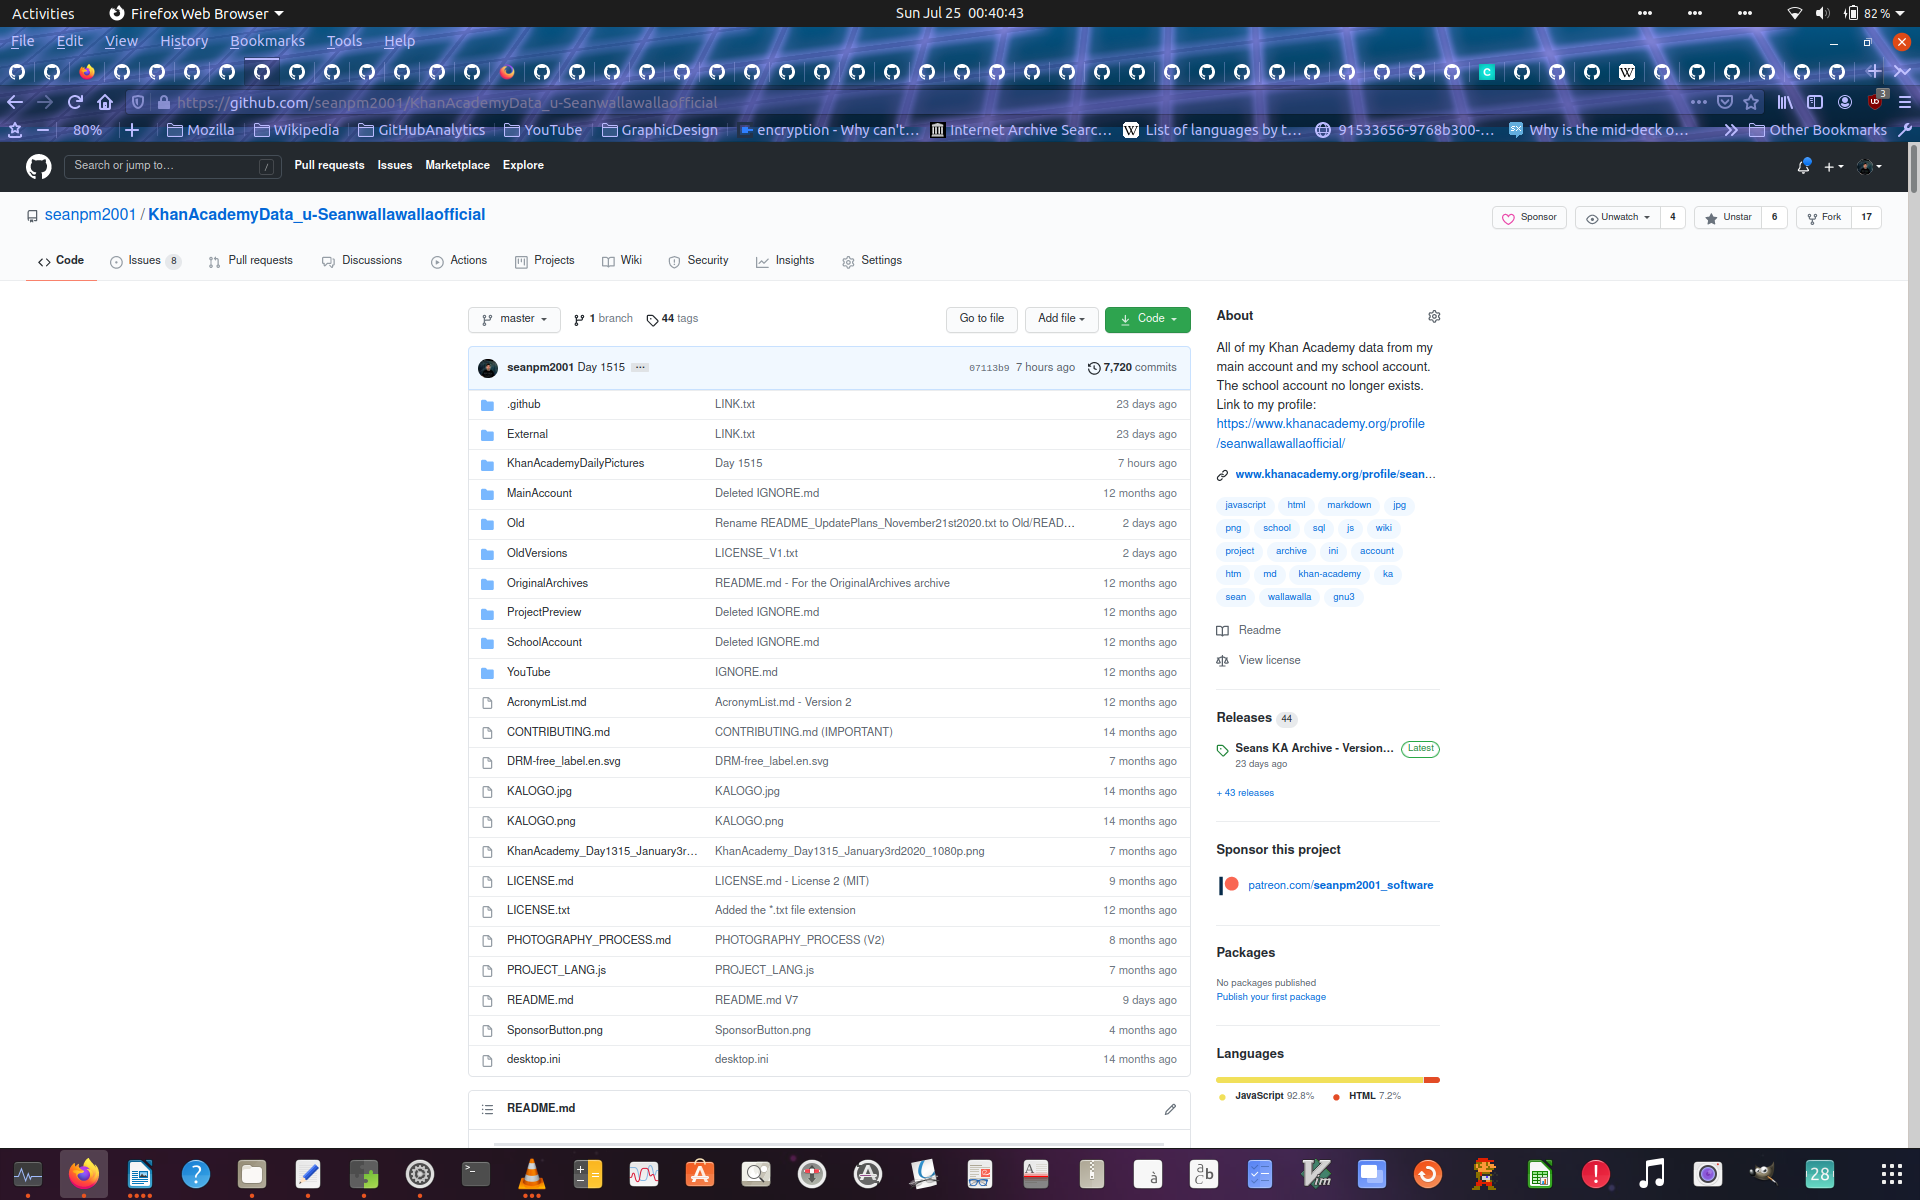 Activities Firefox Web Browser Sun Jul 25 00:40:43 82 %
File Edit View History Bookmarks Tools Help
https://github.com/seanpm2001/KhanAcademyData_u-Seanwallawallaofficial 3
80% Mozilla Wikipedia GitHubAnalytics YouTube GraphicDesign encryption - Why can't… Internet Archive Searc… List of languages by t… 91533656-9768b300-… Why is the mid-deck o… Other Bookmarks
Search or jump to… / Pull requests Issues Marketplace Explore
seanpm2001 / KhanAcademyData_u-Seanwallawallaofficial Sponsor Unwatch 4 Unstar 6 Fork 17
Code Issues 8 Pull requests Discussions Actions Projects Wiki Security Insights Settings
master 1 branch 44 tags Go to file Add file Code
seanpm2001 Day 1515 … 07113b9 7 hours ago 7,720 commits
.github LINK.txt 23 days ago
External LINK.txt 23 days ago
KhanAcademyDailyPictures Day 1515 7 hours ago
MainAccount Deleted IGNORE.md 12 months ago
Old Rename README_UpdatePlans_November21st2020.txt to Old/READ… 2 days ago
OldVersions LICENSE_V1.txt 2 days ago
OriginalArchives README.md - For the OriginalArchives archive 12 months ago
ProjectPreview Deleted IGNORE.md 12 months ago
SchoolAccount Deleted IGNORE.md 12 months ago
YouTube IGNORE.md 12 months ago
AcronymList.md AcronymList.md - Version 2 12 months ago
CONTRIBUTING.md CONTRIBUTING.md (IMPORTANT) 14 months ago
DRM-free_label.en.svg DRM-free_label.en.svg 7 months ago
KALOGO.jpg KALOGO.jpg 14 months ago
KALOGO.png KALOGO.png 14 months ago
KhanAcademy_Day1315_January3r… KhanAcademy_Day1315_January3rd2020_1080p.png 7 months ago
LICENSE.md LICENSE.md - License 2 (MIT) 9 months ago
LICENSE.txt Added the *.txt file extension 12 months ago
PHOTOGRAPHY_PROCESS.md PHOTOGRAPHY_PROCESS (V2) 8 months ago
PROJECT_LANG.js PROJECT_LANG.js 7 months ago
README.md README.md V7 9 days ago
SponsorButton.png SponsorButton.png 4 months ago
desktop.ini desktop.ini 14 months ago
README.md
About
All of my Khan Academy data from my
main account and my school account.
The school account no longer exists.
Link to my profile:
https://www.khanacademy.org/profile
/seanwallawallaofficial/
www.khanacademy.org/profile/sean…
javascript html markdown jpg
png school sql js wiki
project archive ini account
htm md khan-academy ka
sean wallawalla gnu3
Readme
View license
Releases 44
Seans KA Archive - Version… Latest
23 days ago
+ 43 releases
Sponsor this project
patreon.com/seanpm2001_software
Packages
No packages published
Publish your first package
Languages
JavaScript 92.8% HTML 7.2%
28